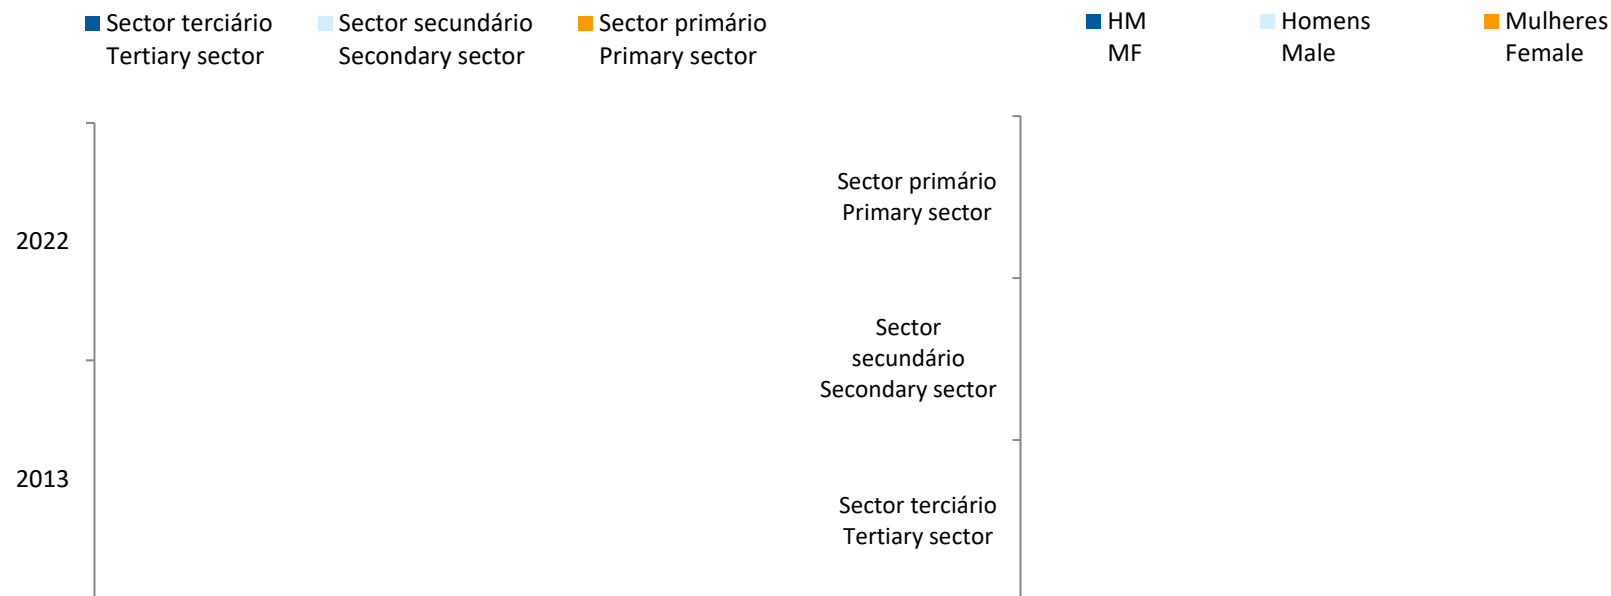 Sector terciário
Tertiary sector
Sector secundário
Secondary sector
Sector primário
Primary sector
2022
2013
HM
MF
Homens
Male
Mulheres
Female
Sector primário
Primary sector
Sector
secundário
Secondary sector
Sector terciário
Tertiary sector